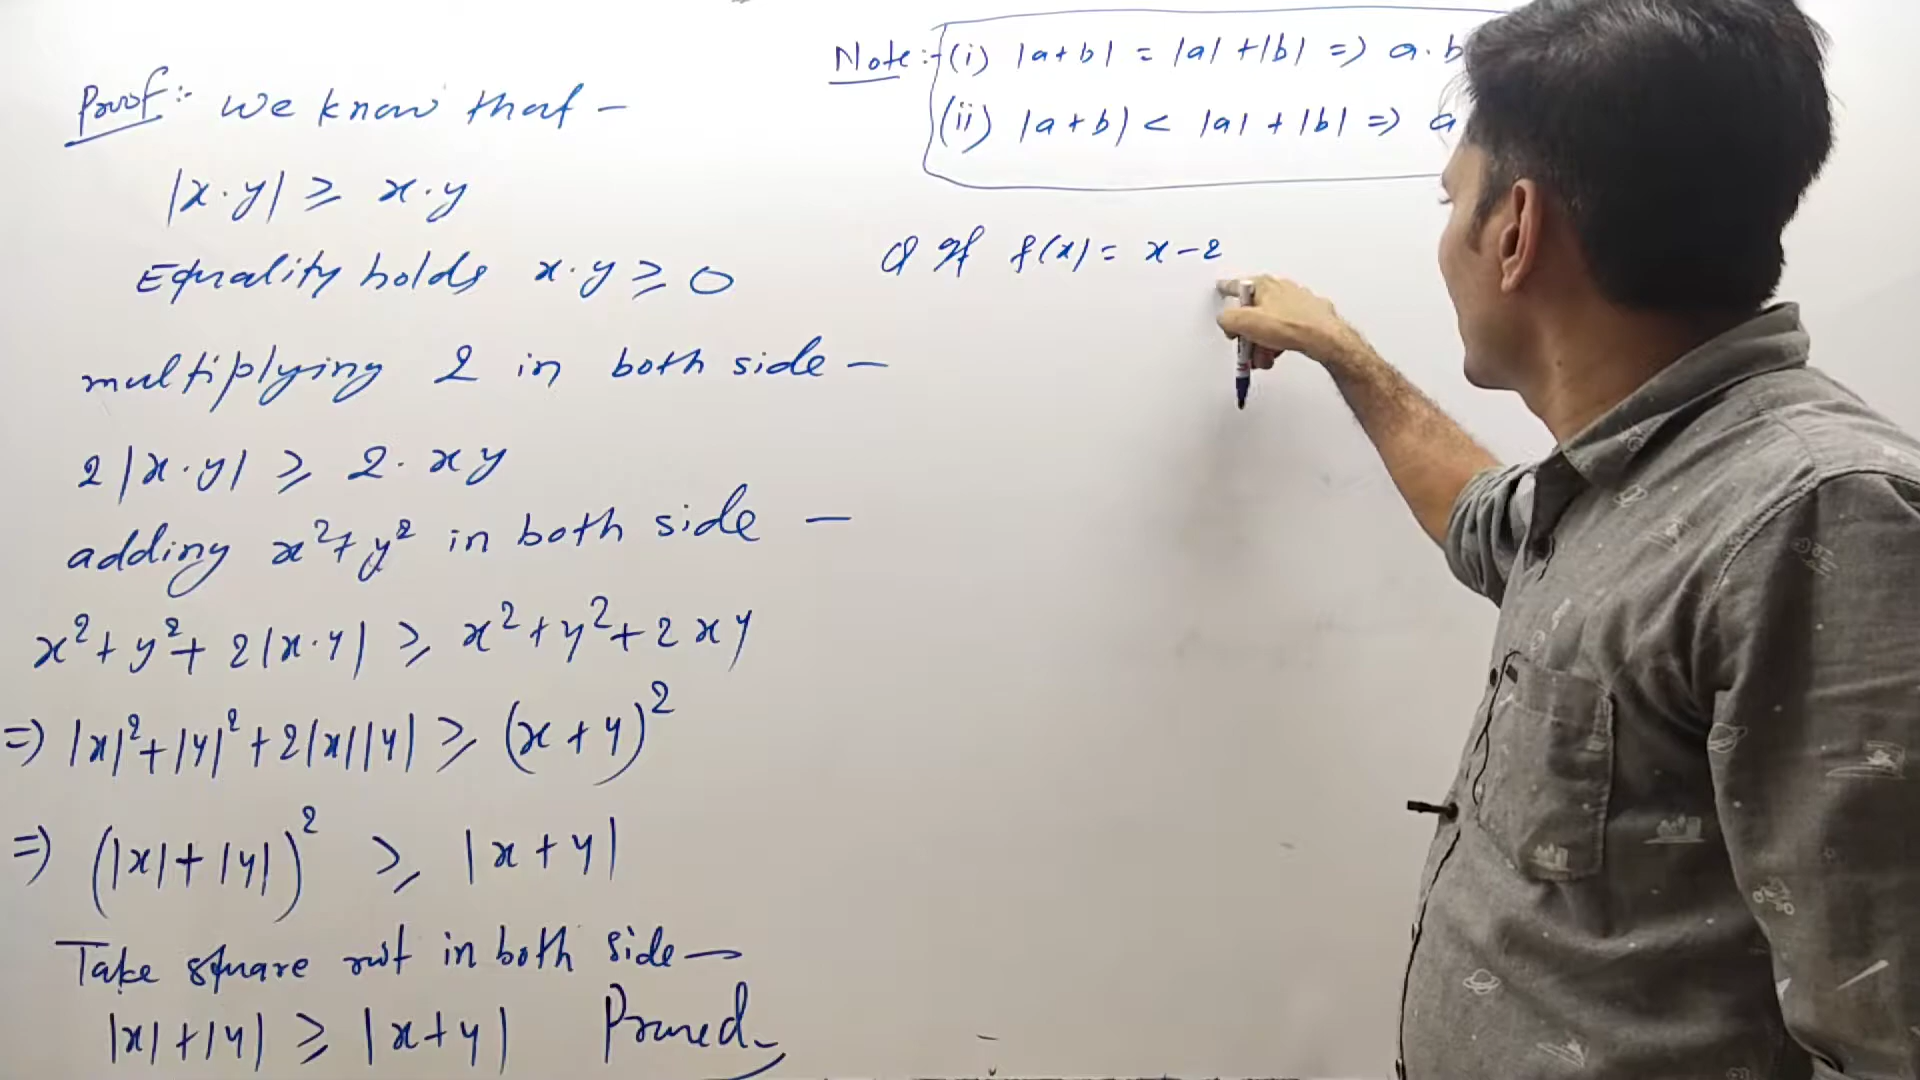 Proof:- we know that –
|x·y| ≥ x·y
Equality holds x·y ≥ 0
multiplying 2 in both side –
2|x·y| ≥ 2·xy
adding x²+y² in both side –
x²+y²+2|x·y| ≥ x²+y²+2xy
=) |x|²+|y|²+2|x||y| ≥ (x+y)²
=) (|x|+|y|)² ≥ |x+y|
Take square root in both side –
|x|+|y| ≥ |x+y| Proved
Note:- (i) |a+b| = |a|+|b| => a·b
(ii) |a+b| < |a|+|b| => a
Q If f(x) = x-2